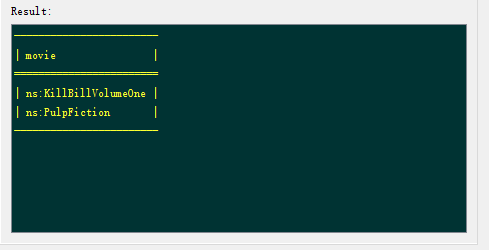 Result:
-------------------------
| movie |
=========================
| ns:KillBillVolumeOne |
| ns:PulpFiction |
-------------------------